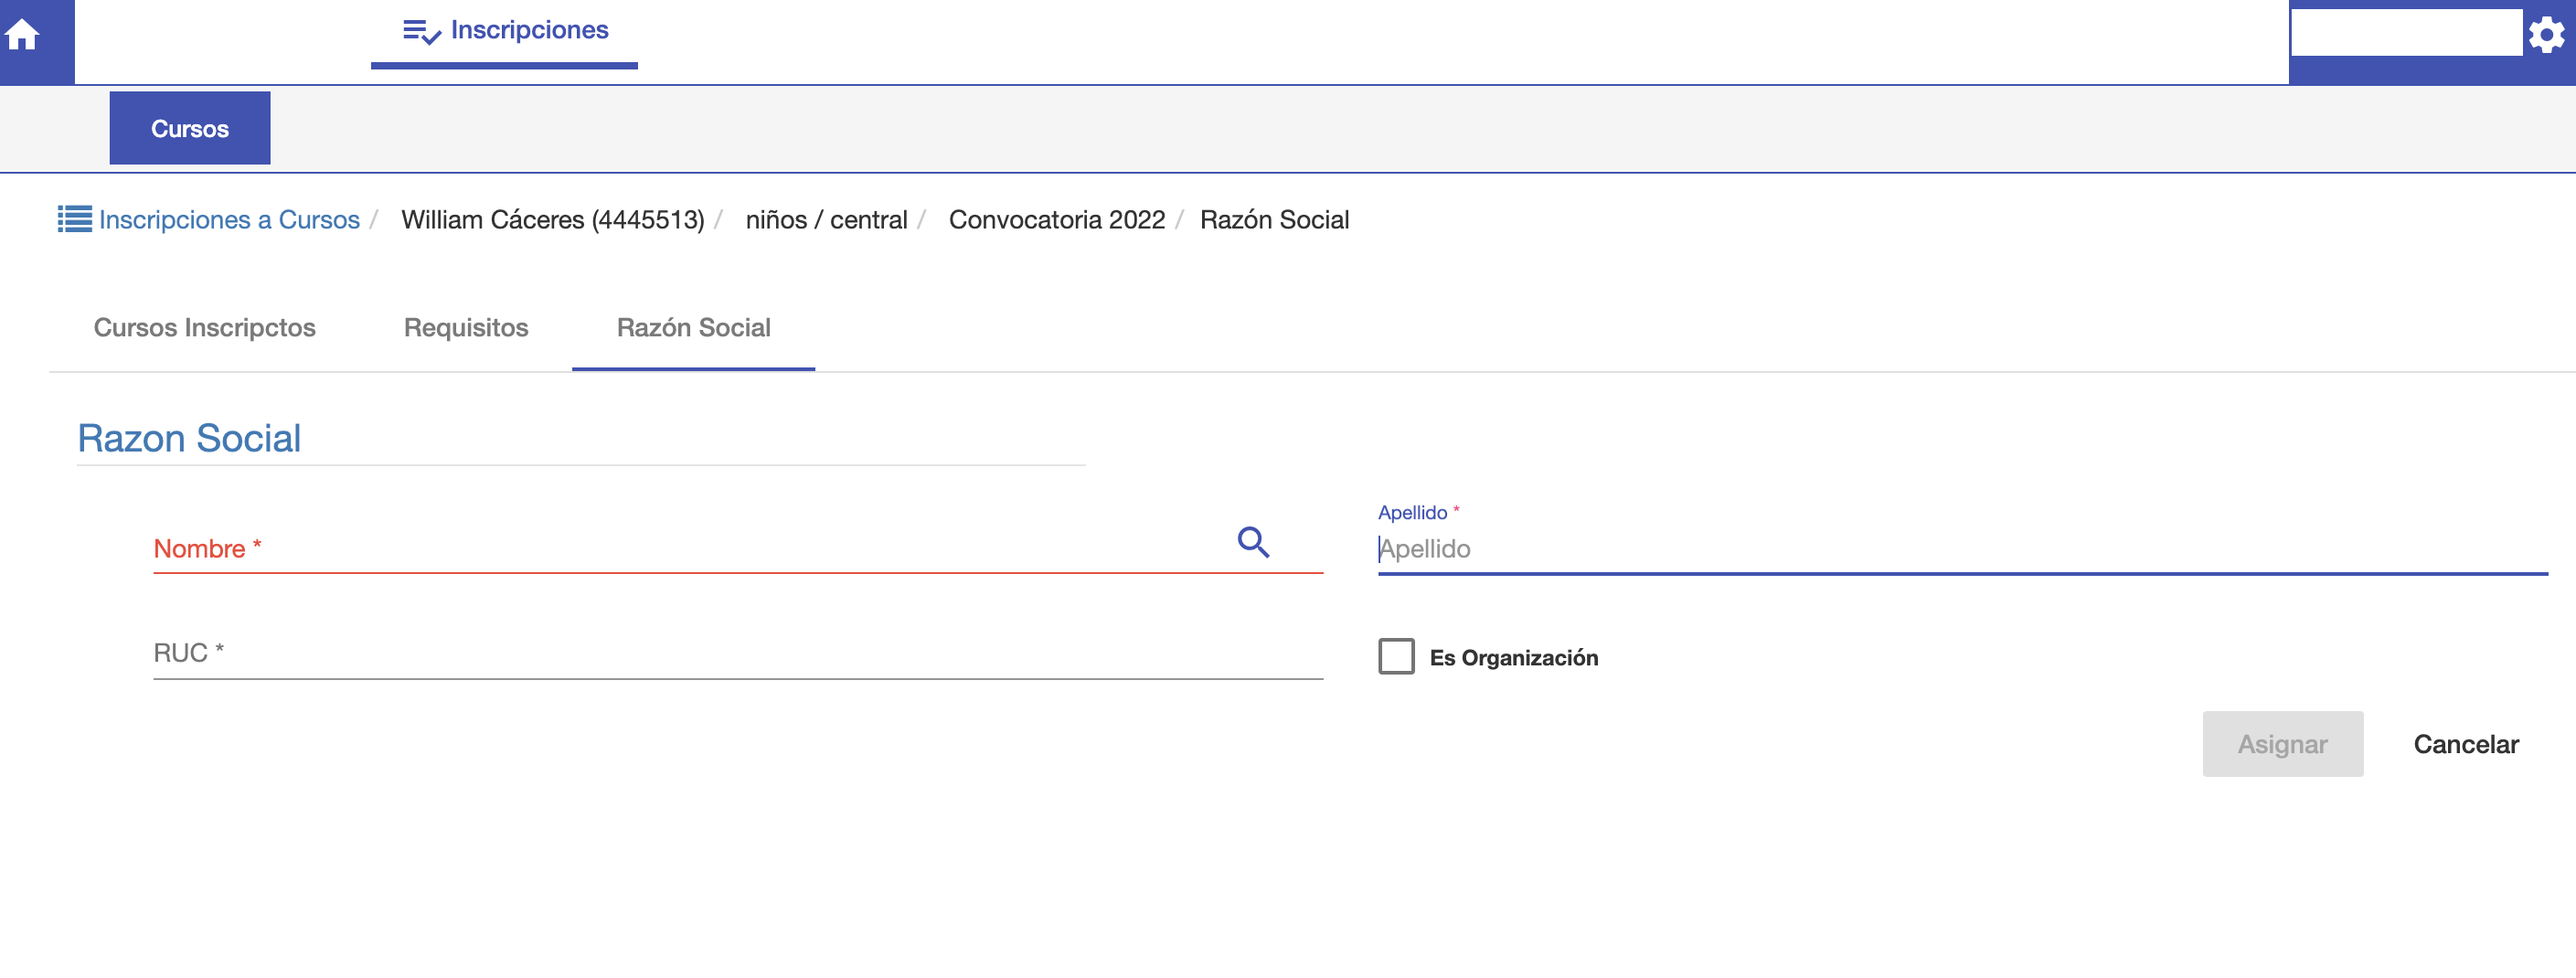 Inscripciones
Cursos
Inscripciones a Cursos / William Cáceres (4445513) / niños / central / Convocatoria 2022 / Razón Social
Cursos Inscripctos Requisitos Razón Social
Razon Social
Apellido *
Nombre * Apellido
RUC * Es Organización
Asignar Cancelar